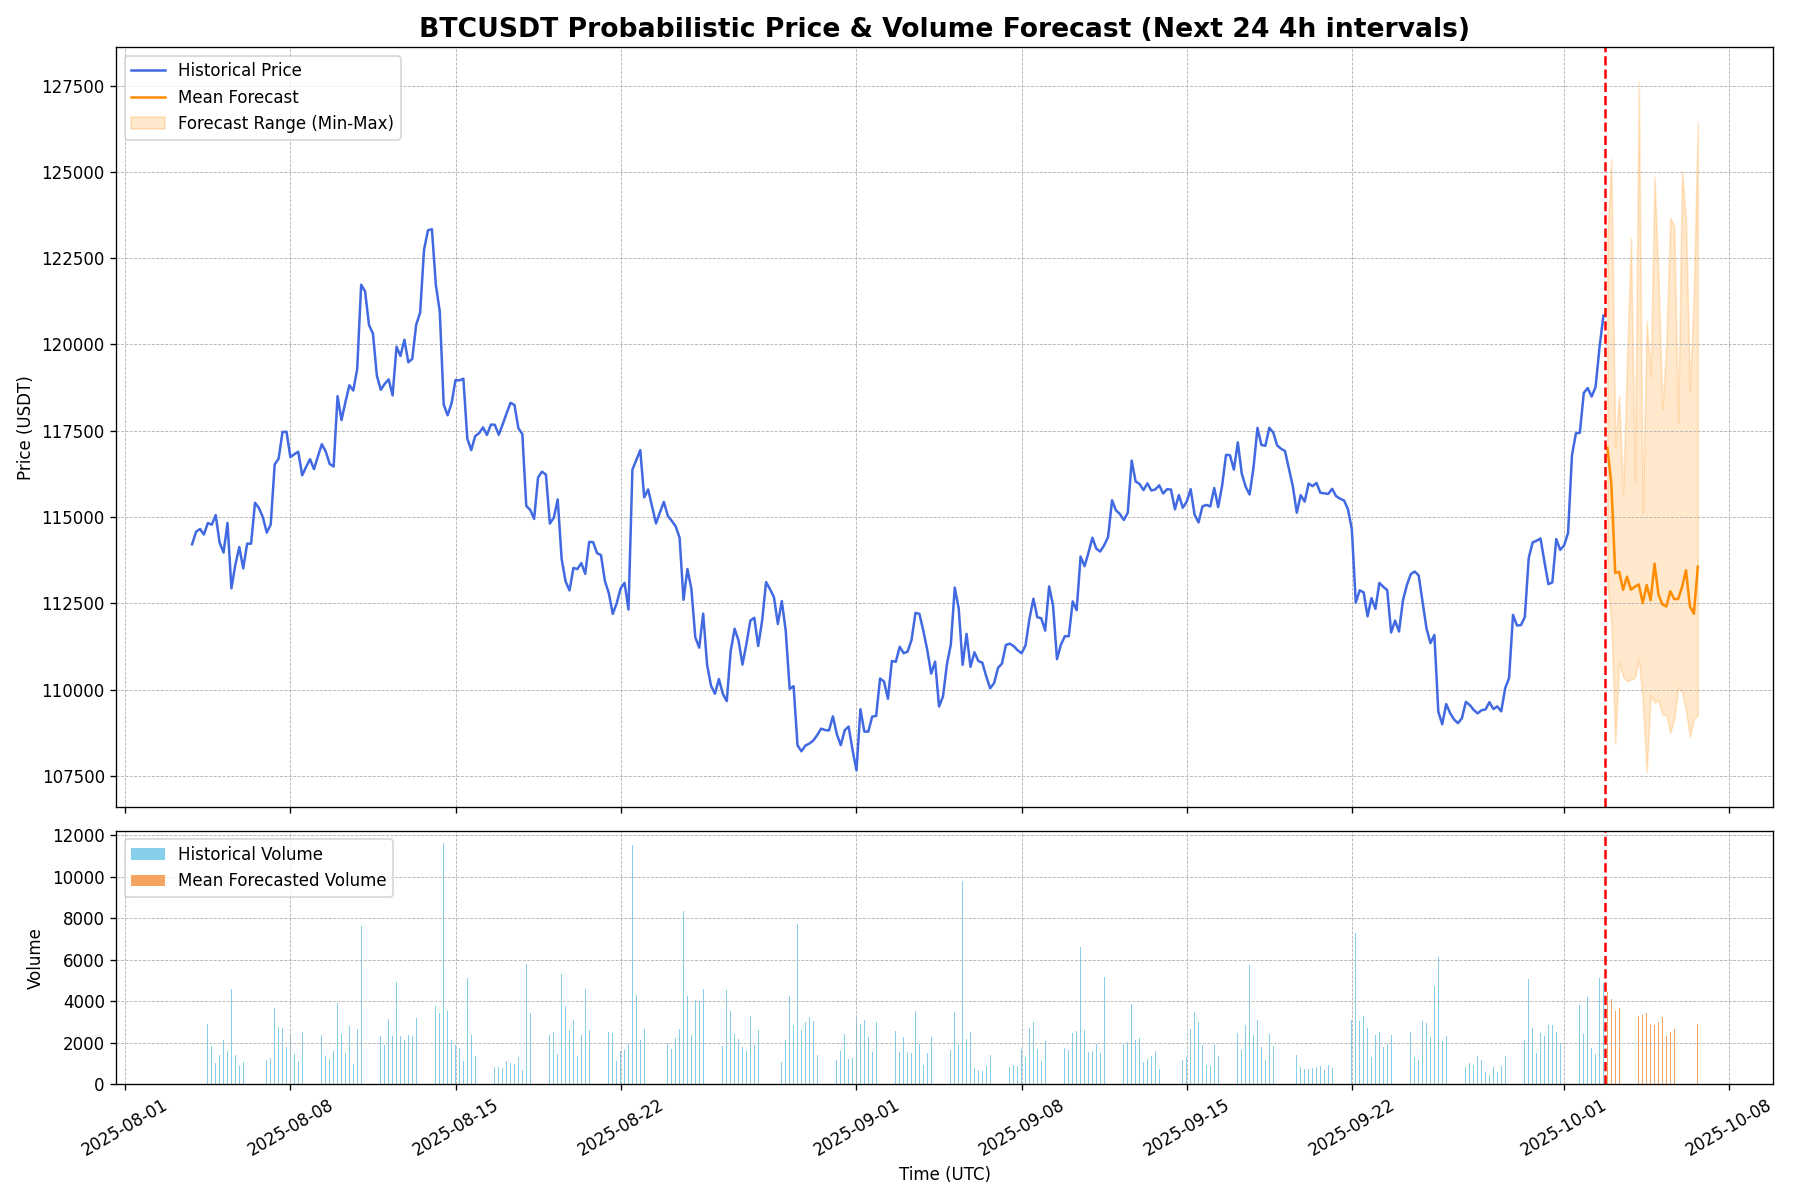 BTCUSDT Probabilistic Price & Volume Forecast (Next 24 4h intervals)
Historical Price
Mean Forecast
Forecast Range (Min-Max)
127500
125000
122500
120000
117500
115000
112500
110000
107500
Price (USDT)
Historical Volume
Mean Forecasted Volume
12000
10000
8000
6000
4000
2000
0
Volume
2025-08-01
2025-08-08
2025-08-15
2025-08-22
2025-09-01
2025-09-08
2025-09-15
2025-09-22
2025-10-01
2025-10-08
Time (UTC)